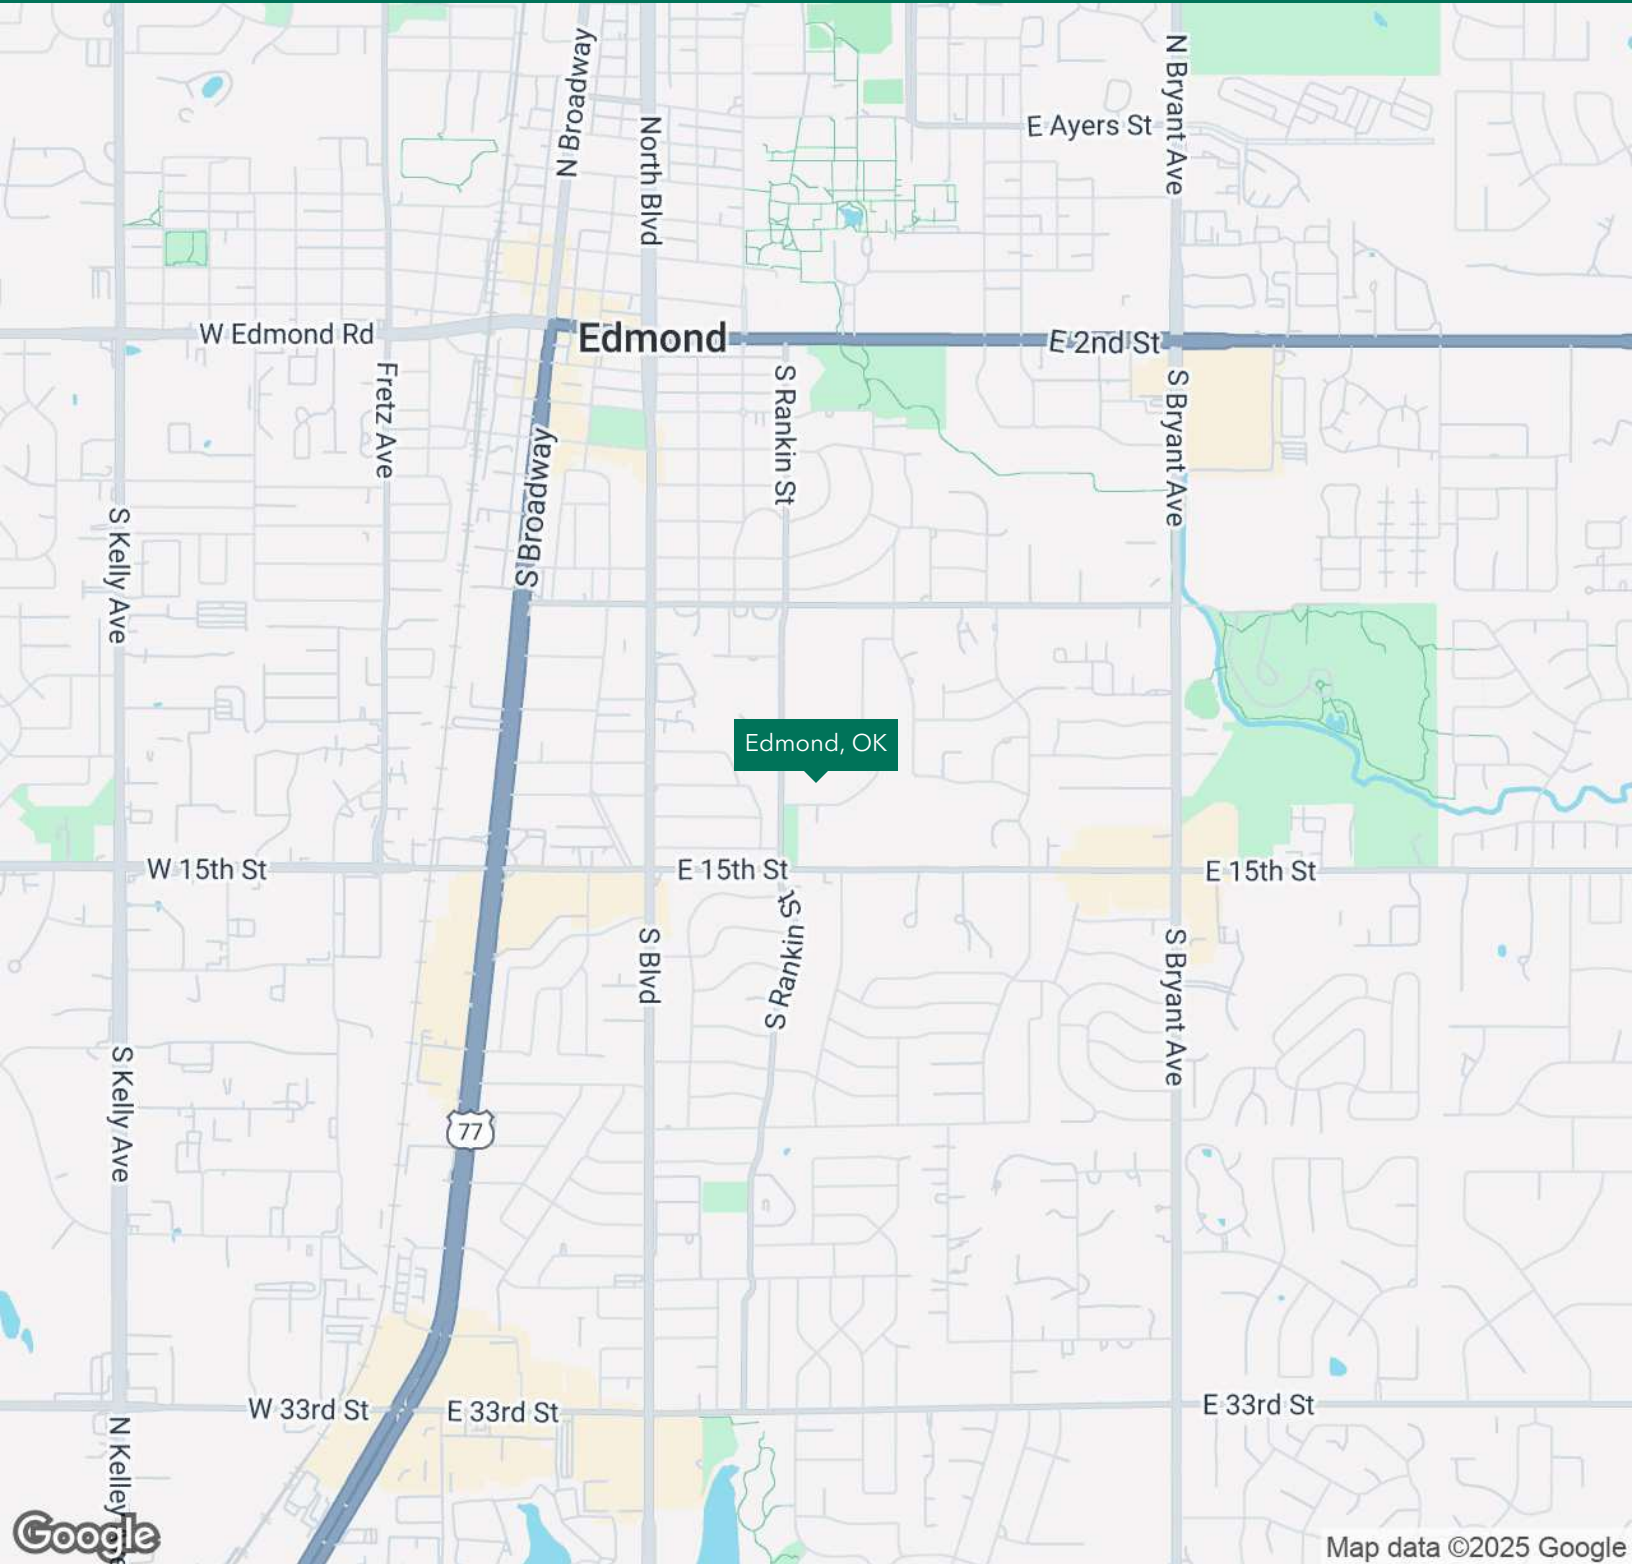 N Broadway
North Blvd
N Bryant Ave
E Ayers St
W Edmond Rd
Edmond
E 2nd St
Fretz Ave
S Rankin St
S Bryant Ave
S Broadway
S Kelly Ave
Edmond, OK
W 15th St
E 15th St
E 15th St
S Rankin St
S Blvd
S Bryant Ave
S Kelly Ave
77
W 33rd St
E 33rd St
E 33rd St
N Kelley
Google
Map data ©2025 Google